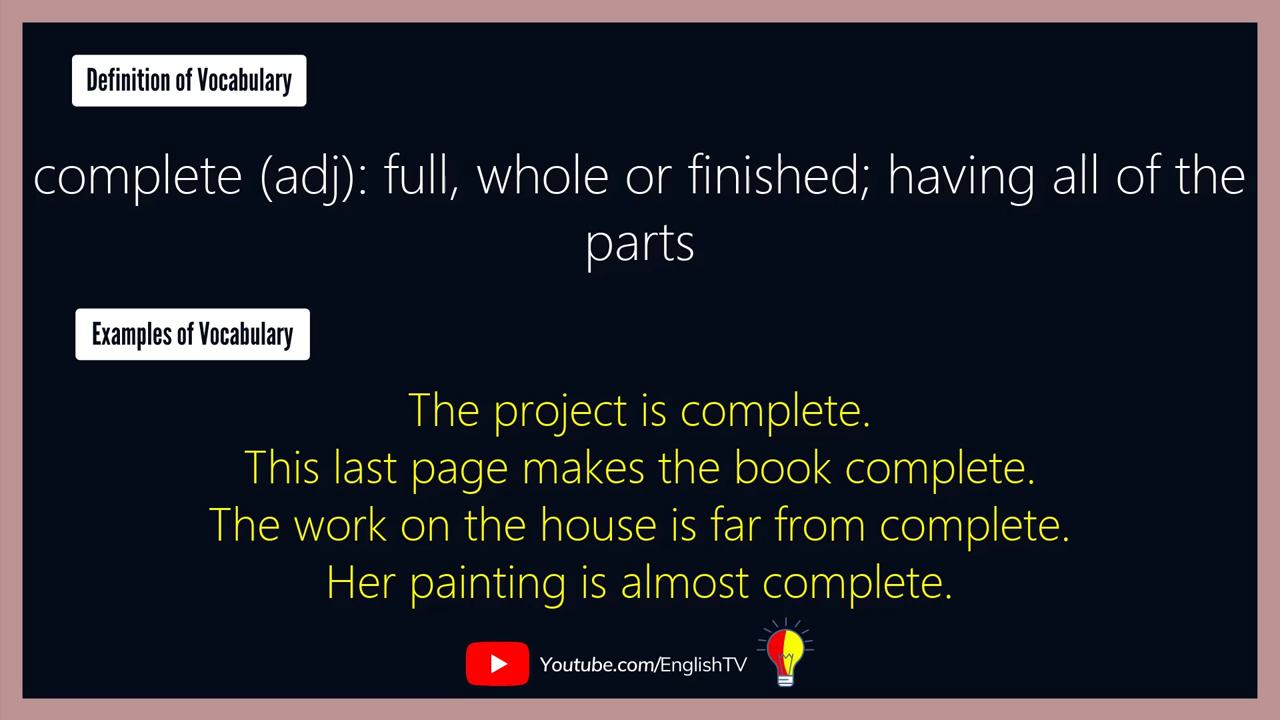 Definition of Vocabulary
complete (adj): full, whole or finished; having all of the
parts
Examples of Vocabulary
The project is complete.
This last page makes the book complete.
The work on the house is far from complete.
Her painting is almost complete.
Youtube.com/EnglishTV